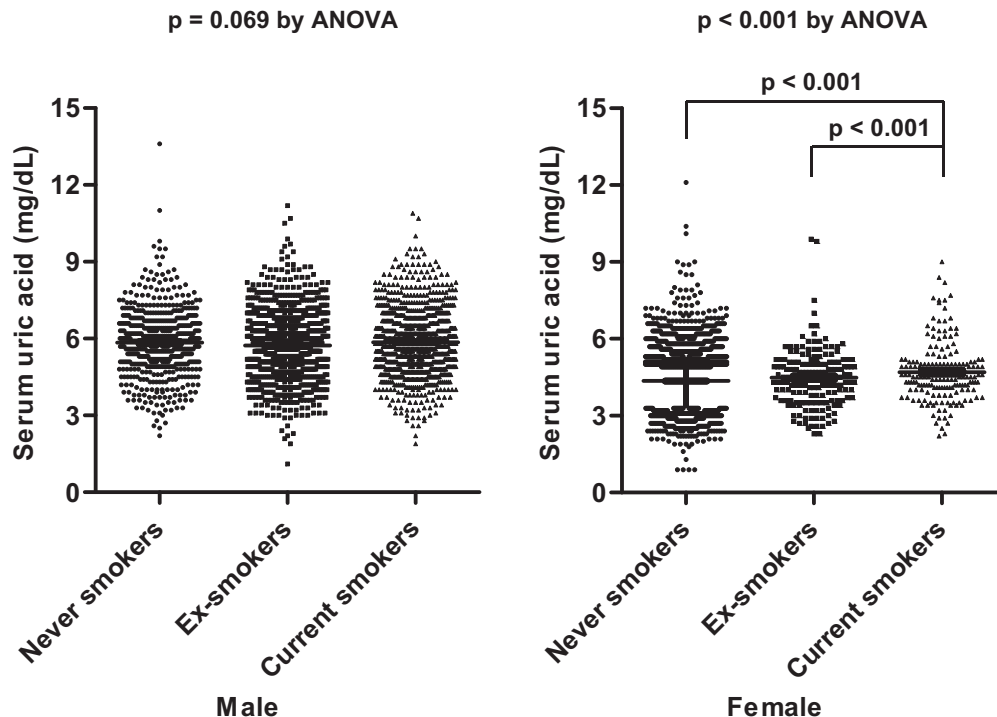 p = 0.069 by ANOVA
Serum uric acid (mg/dL)
15
12
9
6
3
0
Never smokers
Ex-smokers
Current smokers
Male
p < 0.001 by ANOVA
p < 0.001
p < 0.001
Serum uric acid (mg/dL)
15
12
9
6
3
0
Never smokers
Ex-smokers
Current smokers
Female